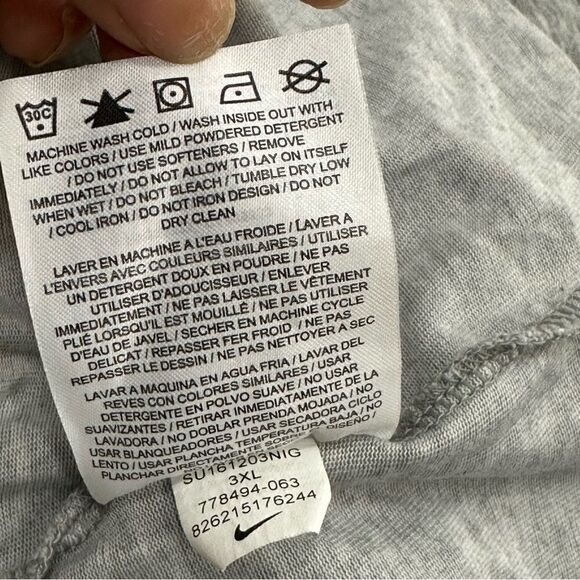 30C
MACHINE WASH COLD / WASH INSIDE OUT WITH
LIKE COLORS / USE MILD POWDERED DETERGENT
/ DO NOT USE SOFTENERS / REMOVE
IMMEDIATELY / DO NOT ALLOW TO LAY ON ITSELF
WHEN WET / DO NOT BLEACH / TUMBLE DRY LOW
/ COOL IRON / DO NOT IRON DESIGN / DO NOT
DRY CLEAN
LAVER EN MACHINE A L'EAU FROIDE / LAVER A
L'ENVERS AVEC COULEURS SIMILAIRES / UTILISER
UN DETERGENT DOUX EN POUDRE / NE PAS
UTILISER D'ADOUCISSEUR / ENLEVER
IMMEDIATEMENT / NE PAS LAISSER LE VÊTEMENT
PLIÉ LORSQU'IL EST MOUILLÉ / NE PAS UTILISER
D'EAU DE JAVEL / SECHER EN MACHINE CYCLE
DELICAT / REPASSER FER FROID / NE PAS
REPASSER LE DESSIN / NE PAS NETTOYER A SEC
LAVAR A MAQUINA EN AGUA FRIA / LAVAR DEL
REVES CON COLORES SIMILARES / USAR
DETERGENTE EN POLVO SUAVE / NO USAR
SUAVIZANTES / RETIRAR IMMEDIATAMENTE DE LA
LAVADORA / NO DOBLAR PRENDA MOJADA / NO
USAR BLANQUEADORES / USAR SECADORA CICLO
LENTO / USAR PLANCHA TEMPERATURA BAJA / NO
PLANCHAR DIRECTAMENTE SOBRE EL DISEÑO /
SU161203NIG
3XL
778494-063
826215176244